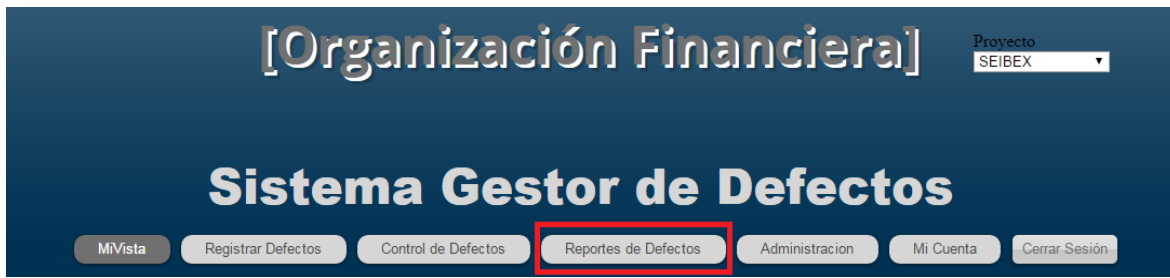 [Organización Financiera]
Proyecto
SEIBEX
Sistema Gestor de Defectos
MiVista Registrar Defectos Control de Defectos Reportes de Defectos Administracion Mi Cuenta Cerrar Sesión